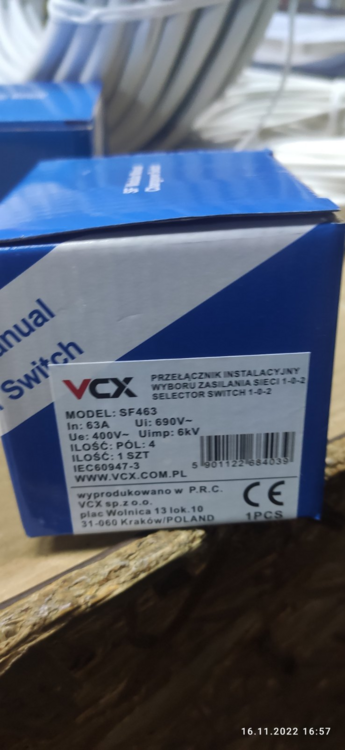 anual
Switch
VCX
PRZEŁĄCZNIK INSTALACYJNY
WYBORU ZASILANIA SIECI 1-0-2
SELECTOR SWITCH 1-0-2
MODEL: SF463
In: 63A Ui: 690V~
Ue: 400V~ Uimp: 6kV
ILOŚĆ: PÓL: 4
ILOŚĆ: 1 SZT
IEC60947-3
WWW.VCX.COM.PL
5 901122 684039
wyprodukowano w P.R.C.
VCX sp.z.o.o.
plac Wolnica 13 lok.10
31-060 Kraków/POLAND
CE
1PCS
16.11.2022 16:57